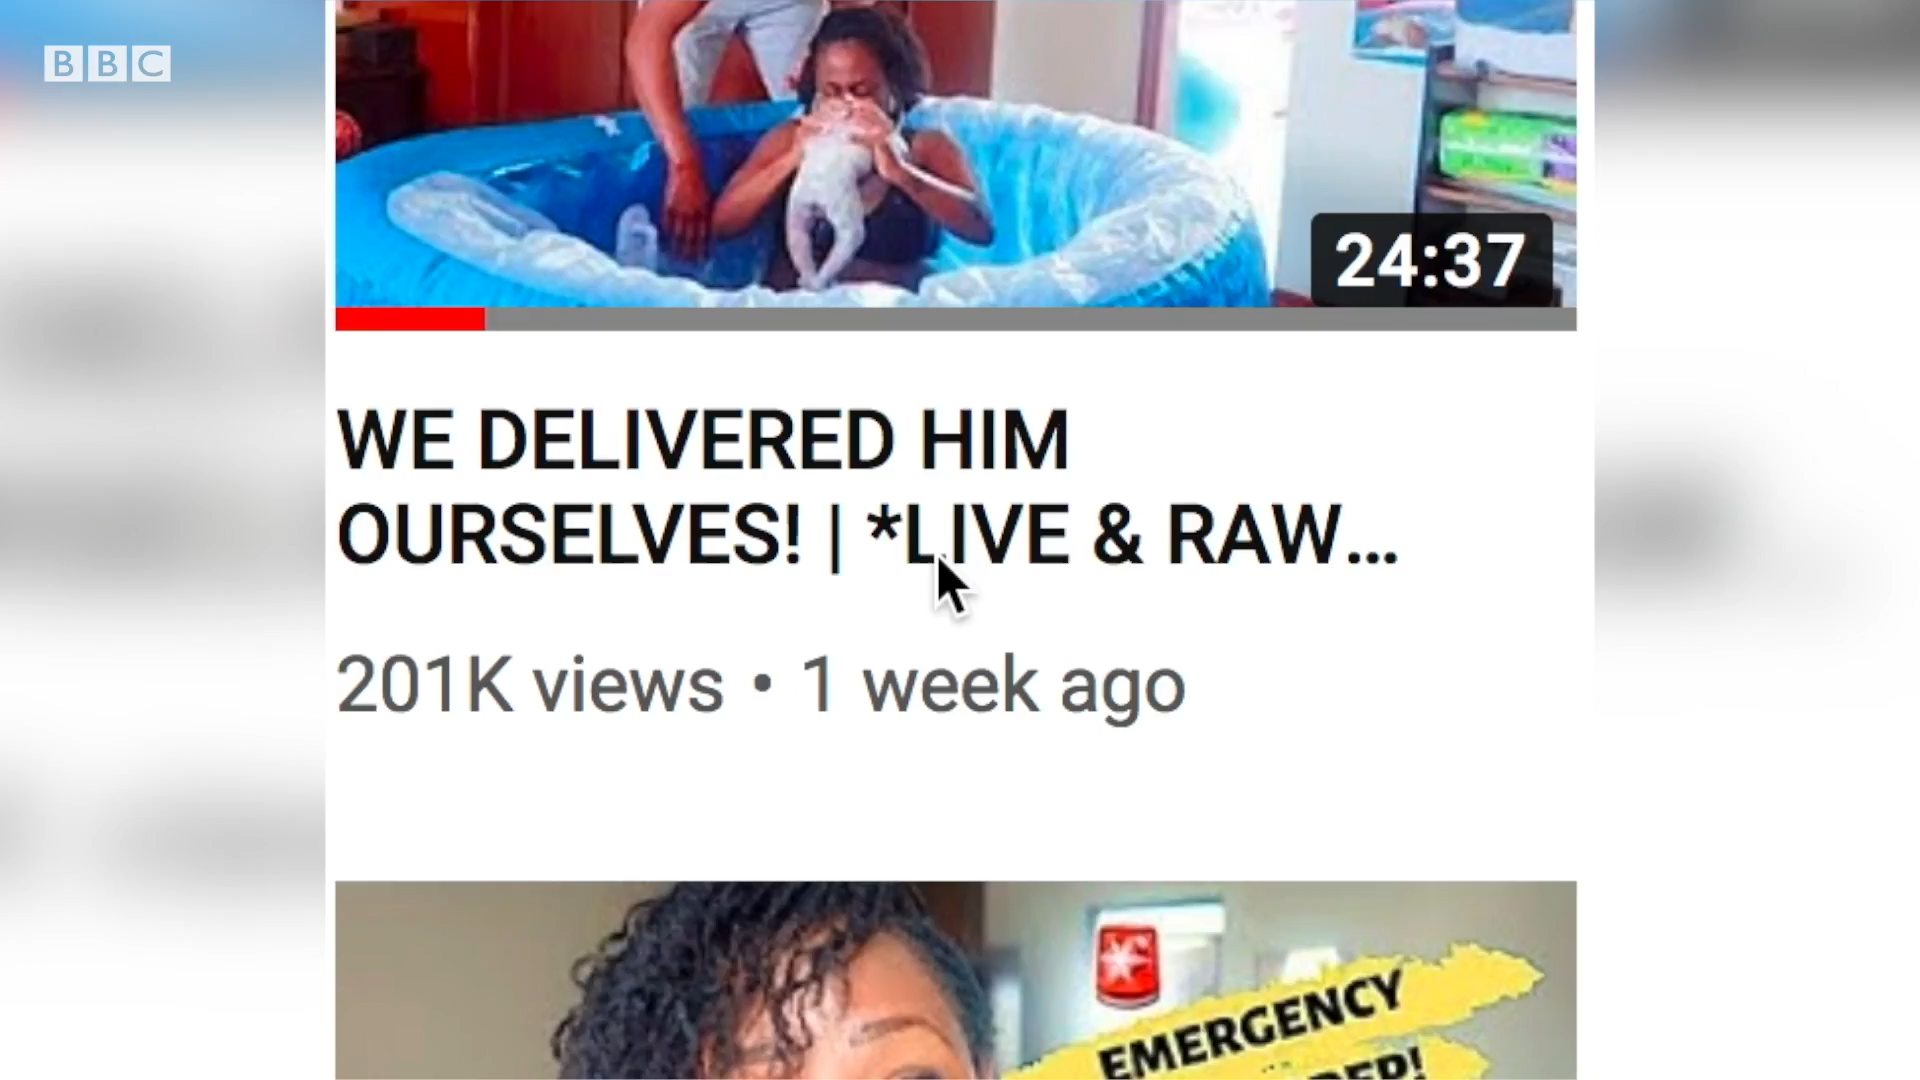 BBC
24:37
WE DELIVERED HIM
OURSELVES! | *LIVE & RAW…
201K views • 1 week ago
EMERGENCY